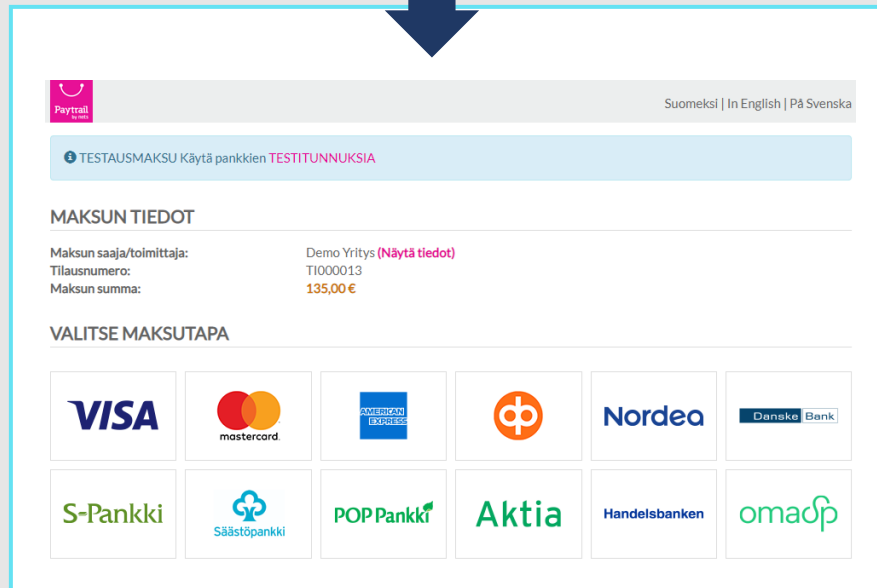 Paytrail
by nets
Suomeksi | In English | På Svenska
TESTAUSMAKSU Käytä pankkien TESTITUNNUKSIA
MAKSUN TIEDOT
Maksun saaja/toimittaja: Demo Yritys (Näytä tiedot)
Tilausnumero: TI000013
Maksun summa: 135,00 €
VALITSE MAKSUTAPA
VISA
mastercard.
AMERICAN
EXPRESS
op
Nordea
Danske Bank
S-Pankki
Säästöpankki
POP Pankki
Aktia
Handelsbanken
omasp